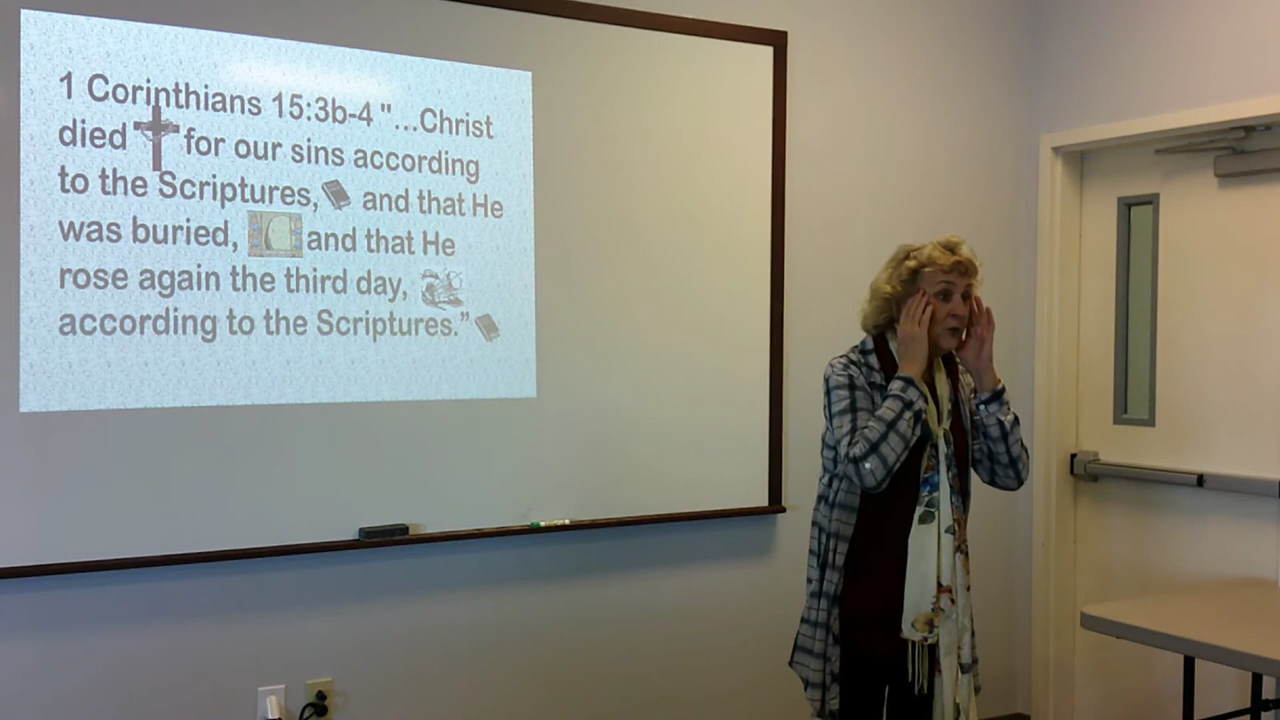 1 Corinthians 15:3b-4 "...Christ
died for our sins according
to the Scriptures, and that He
was buried, and that He
rose again the third day,
according to the Scriptures.”